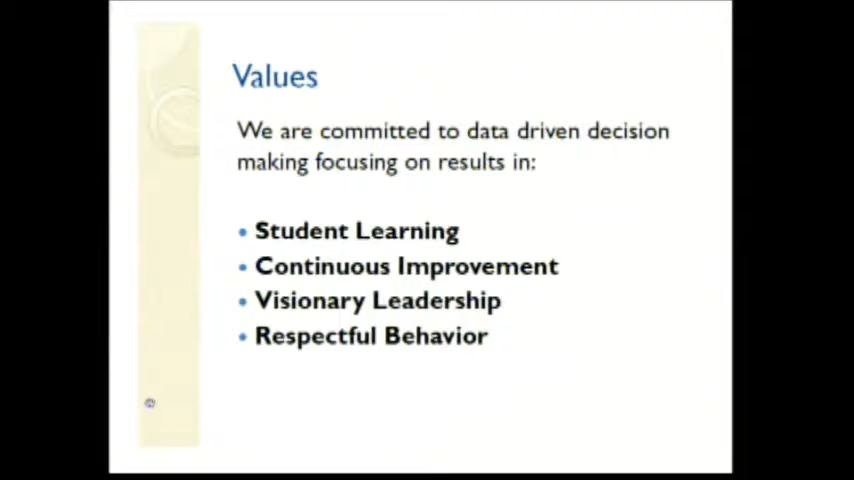 Values
We are committed to data driven decision
making focusing on results in:
• Student Learning
• Continuous Improvement
• Visionary Leadership
• Respectful Behavior